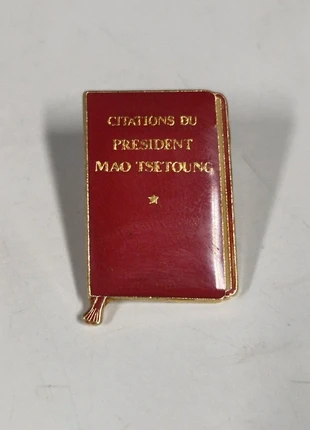 CITATIONS DU
PRESIDENT
MAO TSETOUNG